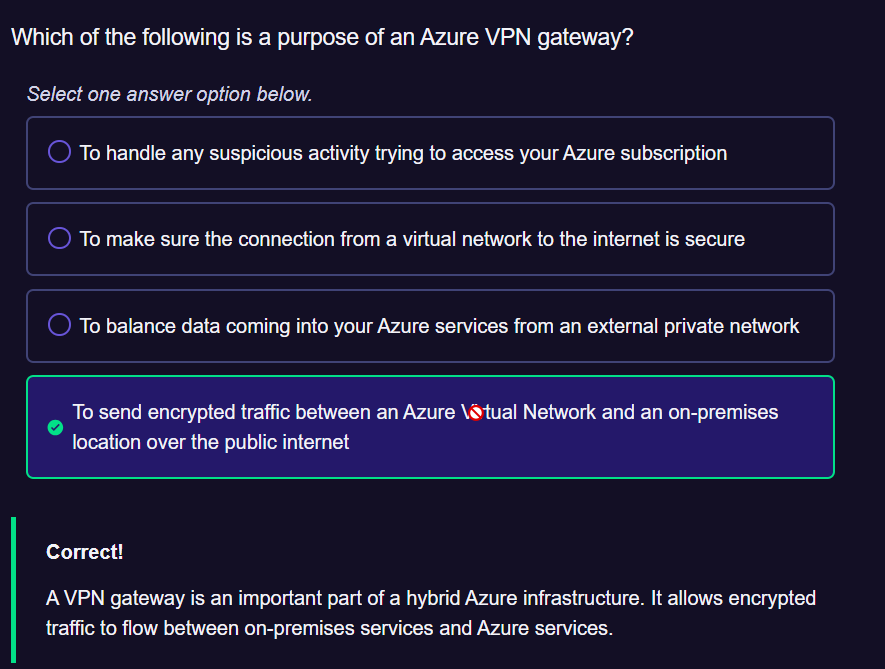 Which of the following is a purpose of an Azure VPN gateway?
Select one answer option below.
To handle any suspicious activity trying to access your Azure subscription
To make sure the connection from a virtual network to the internet is secure
To balance data coming into your Azure services from an external private network
To send encrypted traffic between an Azure Virtual Network and an on-premises
location over the public internet
Correct!
A VPN gateway is an important part of a hybrid Azure infrastructure. It allows encrypted
traffic to flow between on-premises services and Azure services.